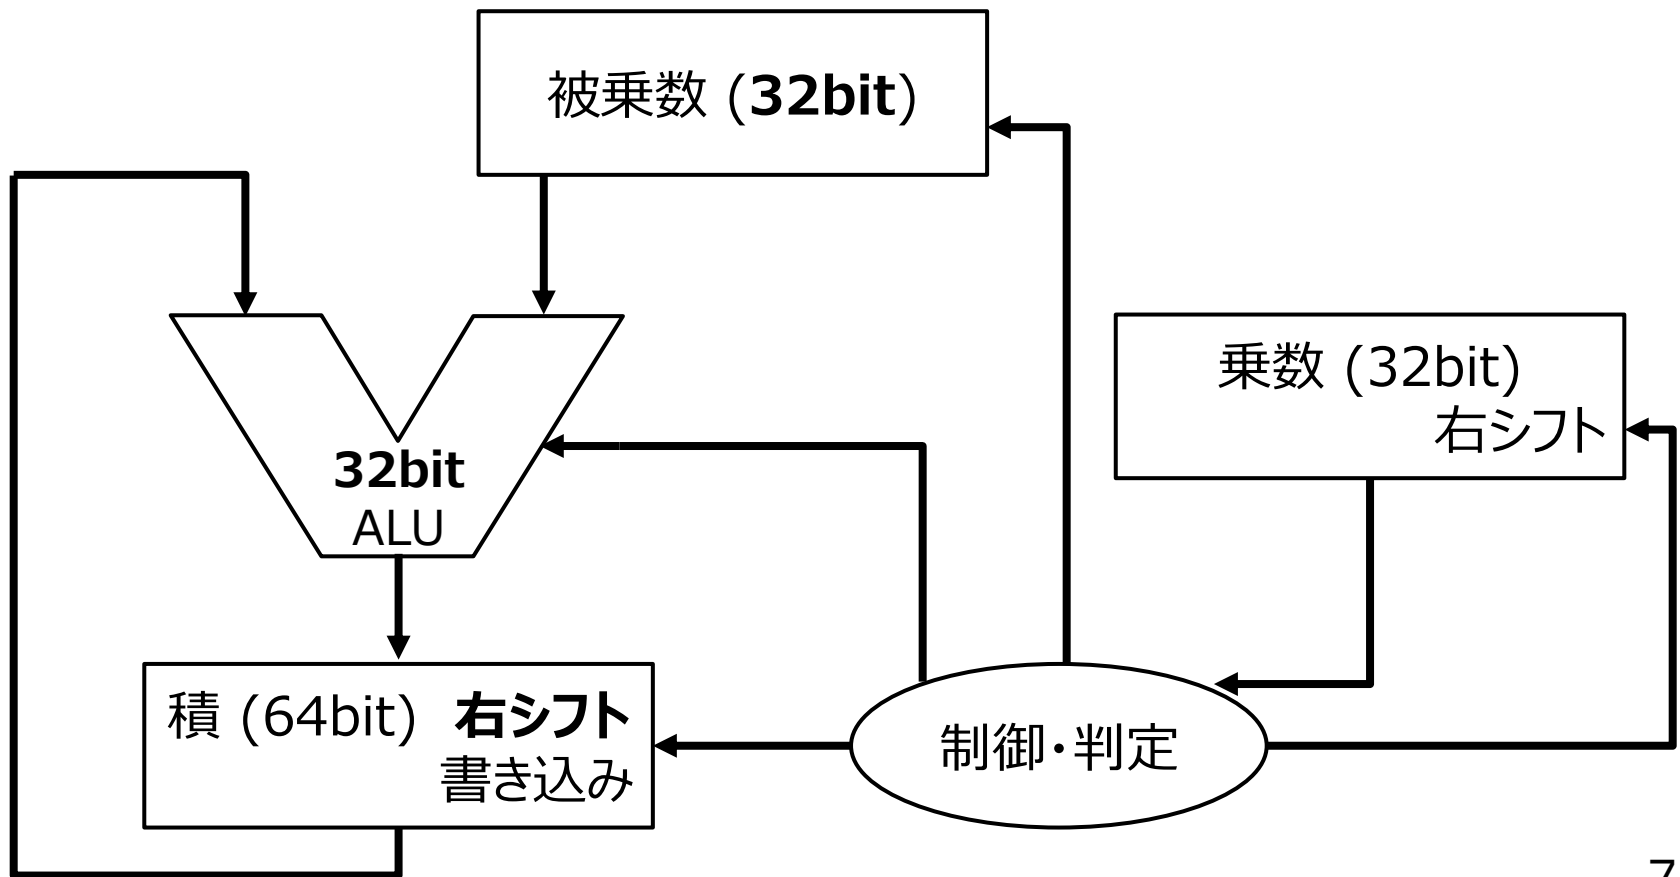 被乗数 (32bit)
乗数 (32bit)
右シフト
32bit
ALU
積 (64bit) 右シフト
書き込み
制御･判定
7